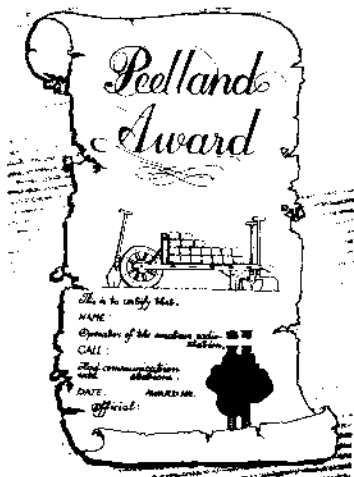 Peelland
Award
This is to certify that.
NAME:
Operator of the amateur radio-
station.
CALL:
Had communication
with stations.
DATE: AWARD NR.
Official: